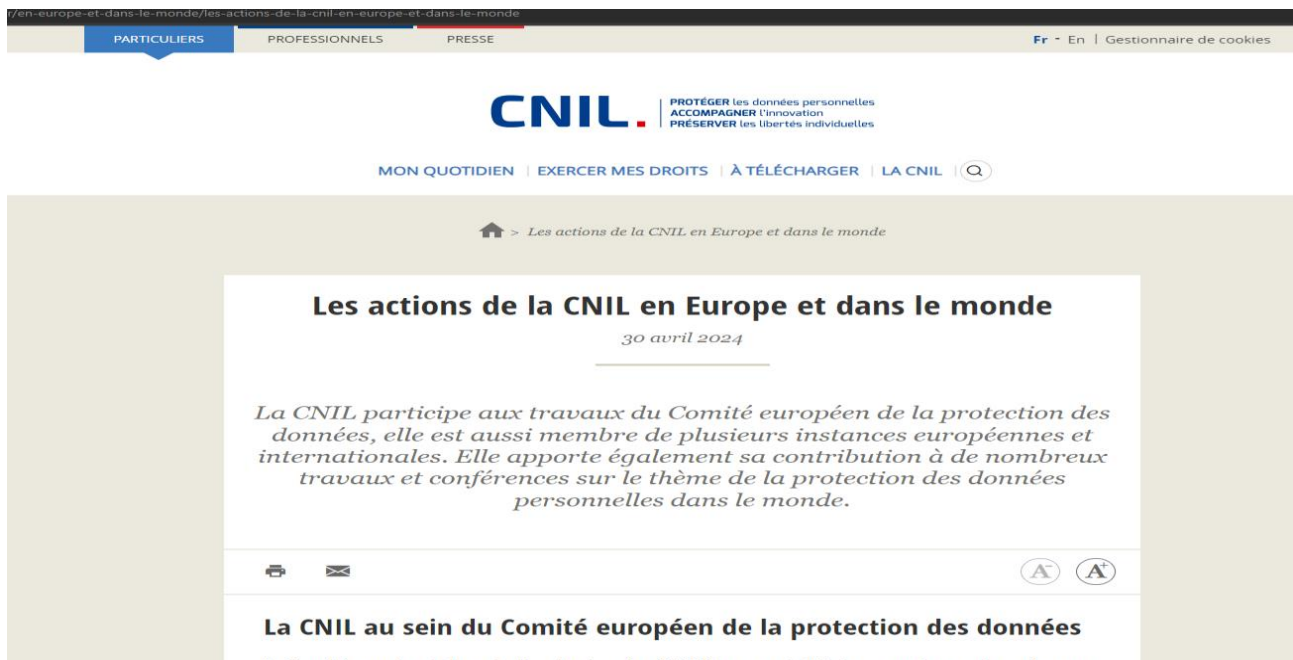 r/en-europe-et-dans-le-monde/les-actions-de-la-cnil-en-europe-et-dans-le-monde
PARTICULIERS PROFESSIONNELS PRESSE Fr - En | Gestionnaire de cookies
CNIL. PROTÉGER les données personnelles
ACCOMPAGNER l'innovation
PRÉSERVER les libertés individuelles
MON QUOTIDIEN | EXERCER MES DROITS | À TÉLÉCHARGER | LA CNIL
> Les actions de la CNIL en Europe et dans le monde
Les actions de la CNIL en Europe et dans le monde
30 avril 2024
La CNIL participe aux travaux du Comité européen de la protection des
données, elle est aussi membre de plusieurs instances européennes et
internationales. Elle apporte également sa contribution à de nombreux
travaux et conférences sur le thème de la protection des données
personnelles dans le monde.
A- A+
La CNIL au sein du Comité européen de la protection des données